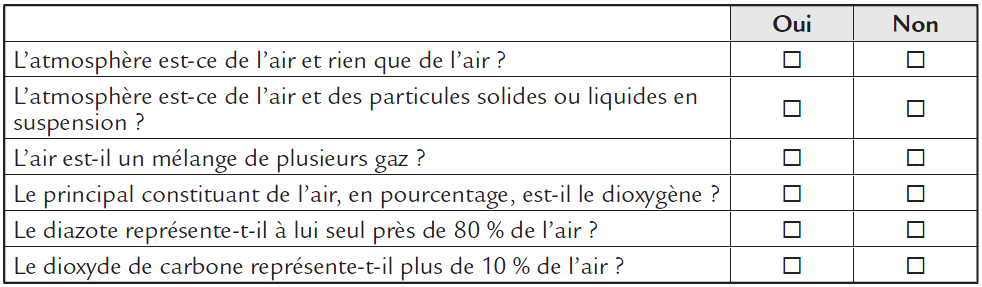 Oui Non
L’atmosphère est-ce de l’air et rien que de l’air ? ☐ ☐
L’atmosphère est-ce de l’air et des particules solides ou liquides en
suspension ? ☐ ☐
L’air est-il un mélange de plusieurs gaz ? ☐ ☐
Le principal constituant de l’air, en pourcentage, est-il le dioxygène ? ☐ ☐
Le diazote représente-t-il à lui seul près de 80 % de l’air ? ☐ ☐
Le dioxyde de carbone représente-t-il plus de 10 % de l’air ? ☐ ☐